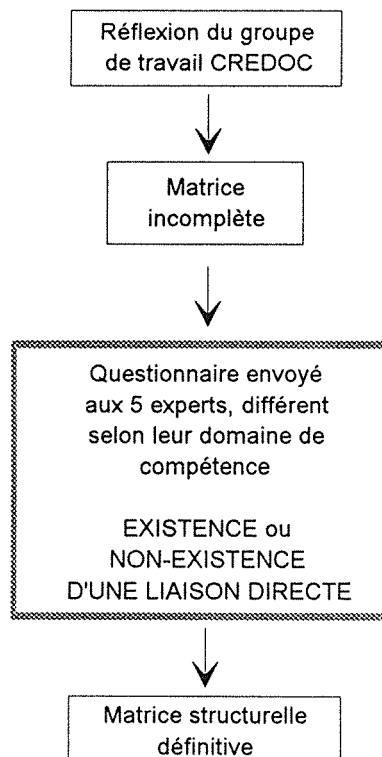 Réflexion du groupe
de travail CREDOC
Matrice
incomplète
Questionnaire envoyé
aux 5 experts, différent
selon leur domaine de
compétence
EXISTENCE ou
NON-EXISTENCE
D'UNE LIAISON DIRECTE
Matrice structurelle
définitive